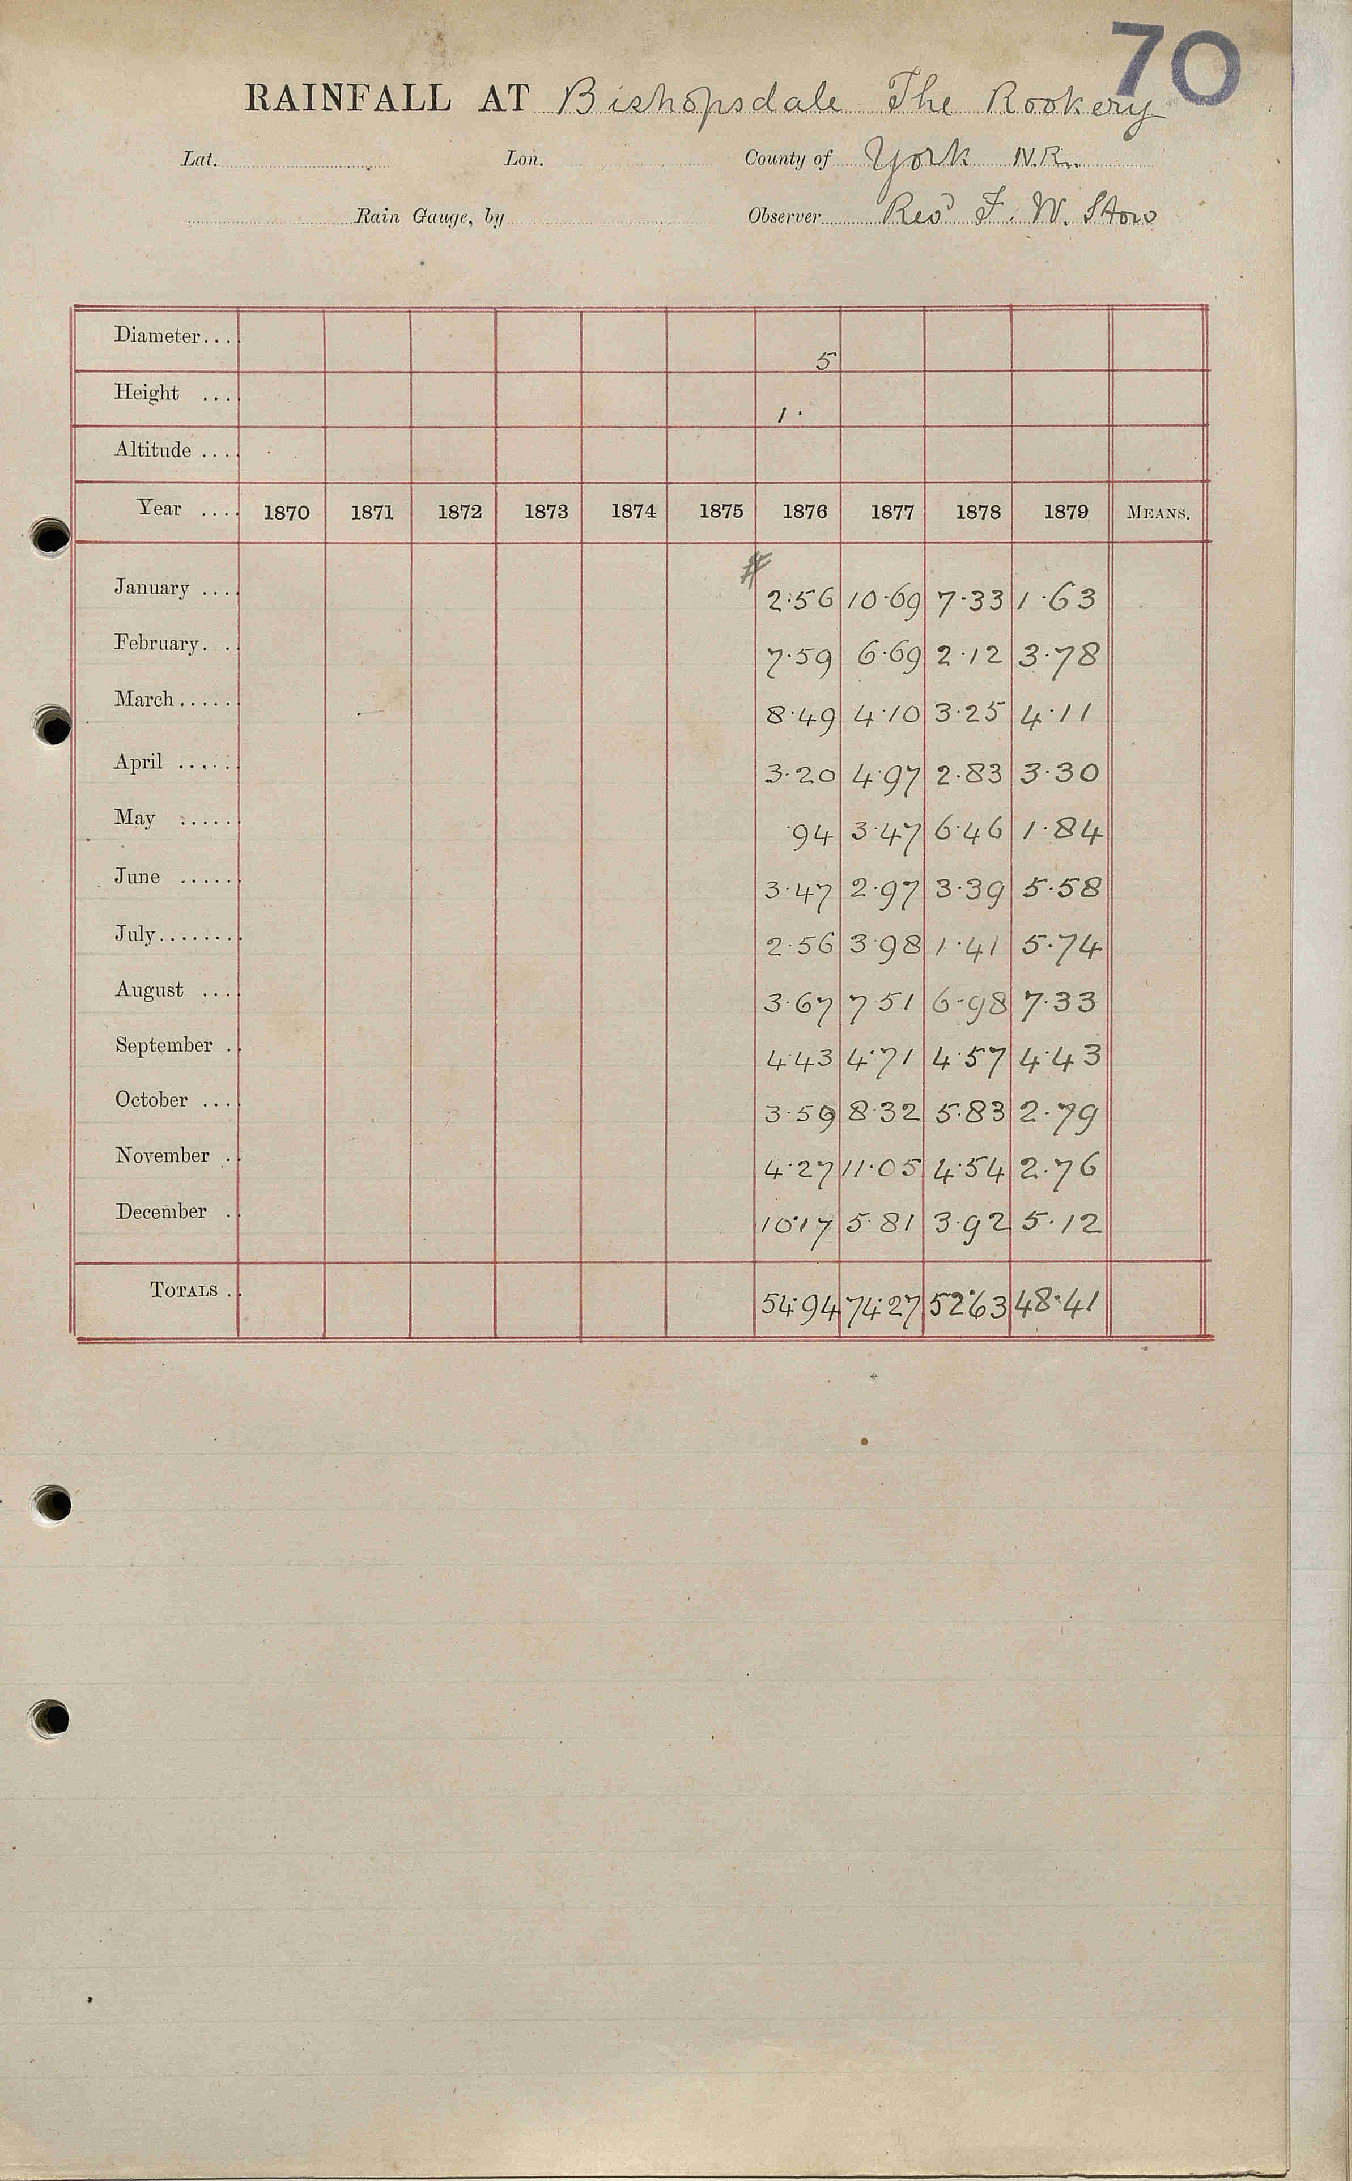 70
RAINFALL AT Bishopsdale The Rookery
Lat. Lon. County of York N.R.
Rain Gauge, by Observer Revd F. W. Stow
Diameter... 5
Height ... 1.
Altitude ....
Year .... 1870 1871 1872 1873 1874 1875 1876 1877 1878 1879 MEANS.
#
January .... 2.56 10.69 7.33 1.63
February... 7.59 6.69 2.12 3.78
March..... 8.49 4.10 3.25 4.11
April ..... 3.20 4.97 2.83 3.30
May ..... .94 3.47 6.46 1.84
June ..... 3.47 2.97 3.39 5.58
July........ 2.56 3.98 1.41 5.74
August .... 3.67 7.51 6.98 7.33
September .. 4.43 4.71 4.57 4.43
October .... 3.59 8.32 5.83 2.79
November .. 4.27 11.05 4.54 2.76
December .. 10.17 5.81 3.92 5.12
TOTALS .. 54.94 74.27 52.63 48.41